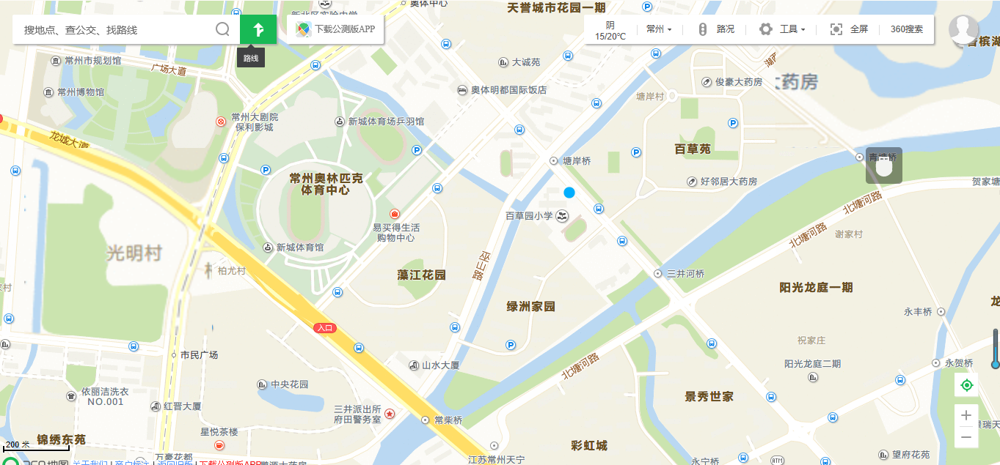 奥体中心
天誉城市花园一期
新北区实验中学
搜地点、查公交、找路线
下载公测版APP
阴
15/20℃
常州
路况
工具
全屏
360搜索
路线
香槟湖
常州市规划馆
广场大道
大诚苑
俊豪大药房
大药房
常州博物馆
奥体明都国际饭店
塘岸村
常州大剧院
保利影城
新城体育场乒羽馆
龙城大道
百草苑
塘岸桥
青塘桥
常州奥林匹克
体育中心
好邻居大药房
贺家塘
北塘河路
百草园小学
易买得生活
购物中心
北塘河路
谢家村
光明村
新城体育馆
柏尤村
巫山路
藻江花园
三井河桥
阳光龙庭一期
家村
绿洲家园
龙
永丰桥
入口
祝家庄
市民广场
北塘河路
山水大厦
阳光龙庭二期
永贺桥
中央花园
依丽洁洗衣
NO.001
红晋大厦
三井派出所
府田警务室
常柴桥
景秀世家
景瑞天
星悦茶楼
200 米
锦绣东苑
彩虹城
万豪花都
江苏常州天宁
永宁桥
ATM
望府花苑
360地图
关于我们 | 商户标注 | 返回旧版 | 下载公测版APP